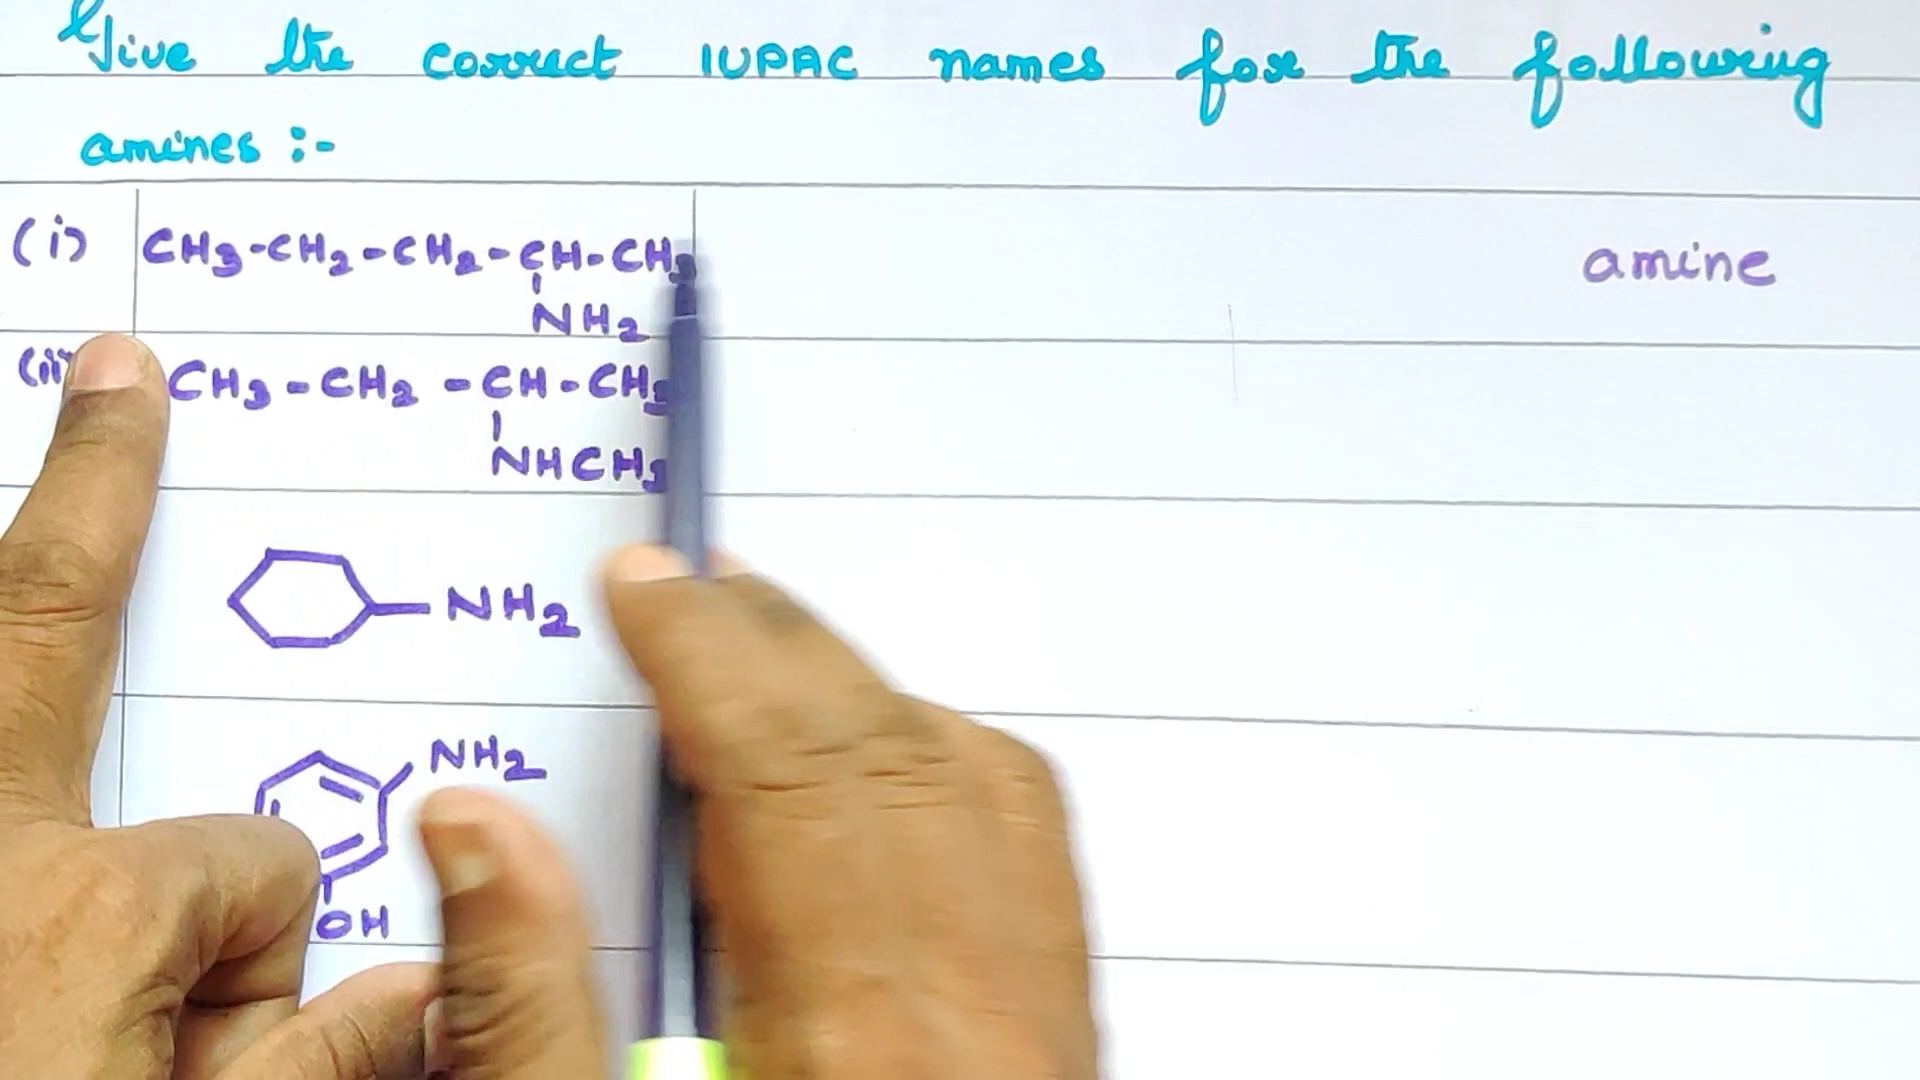 Give the correct IUPAC names for the following
amines :-
(i) CH3-CH2-CH2-CH-CH3 amine
NH2
(ii) CH3-CH2-CH-CH3
NHCH3
NH2
NH2
OH